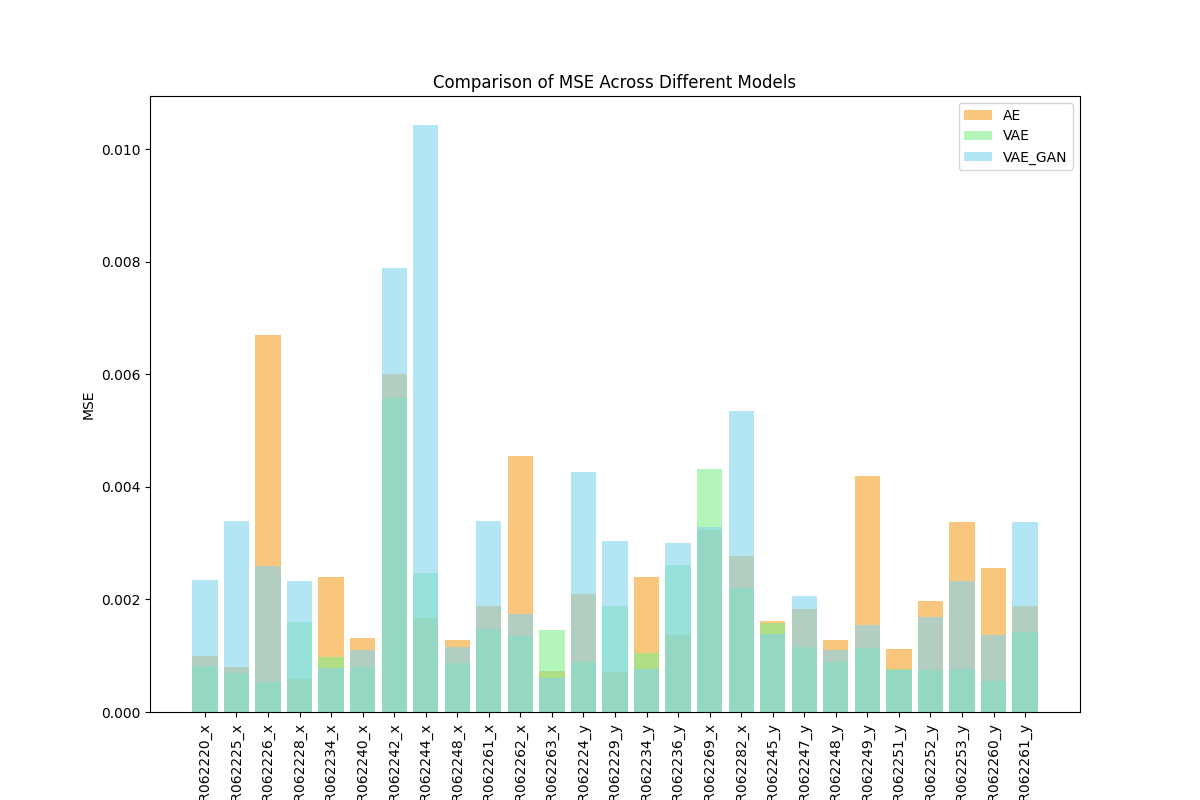 Comparison of MSE Across Different Models
AE
VAE
VAE_GAN
MSE
0.010
0.008
0.006
0.004
0.002
0.000
R062220_x
R062225_x
R062226_x
R062228_x
R062234_x
R062240_x
R062242_x
R062244_x
R062248_x
R062261_x
R062262_x
R062263_x
R062224_y
R062229_y
R062234_y
R062236_y
R062269_x
R062282_x
R062245_y
R062247_y
R062248_y
R062249_y
R062251_y
R062252_y
R062253_y
R062260_y
R062261_y